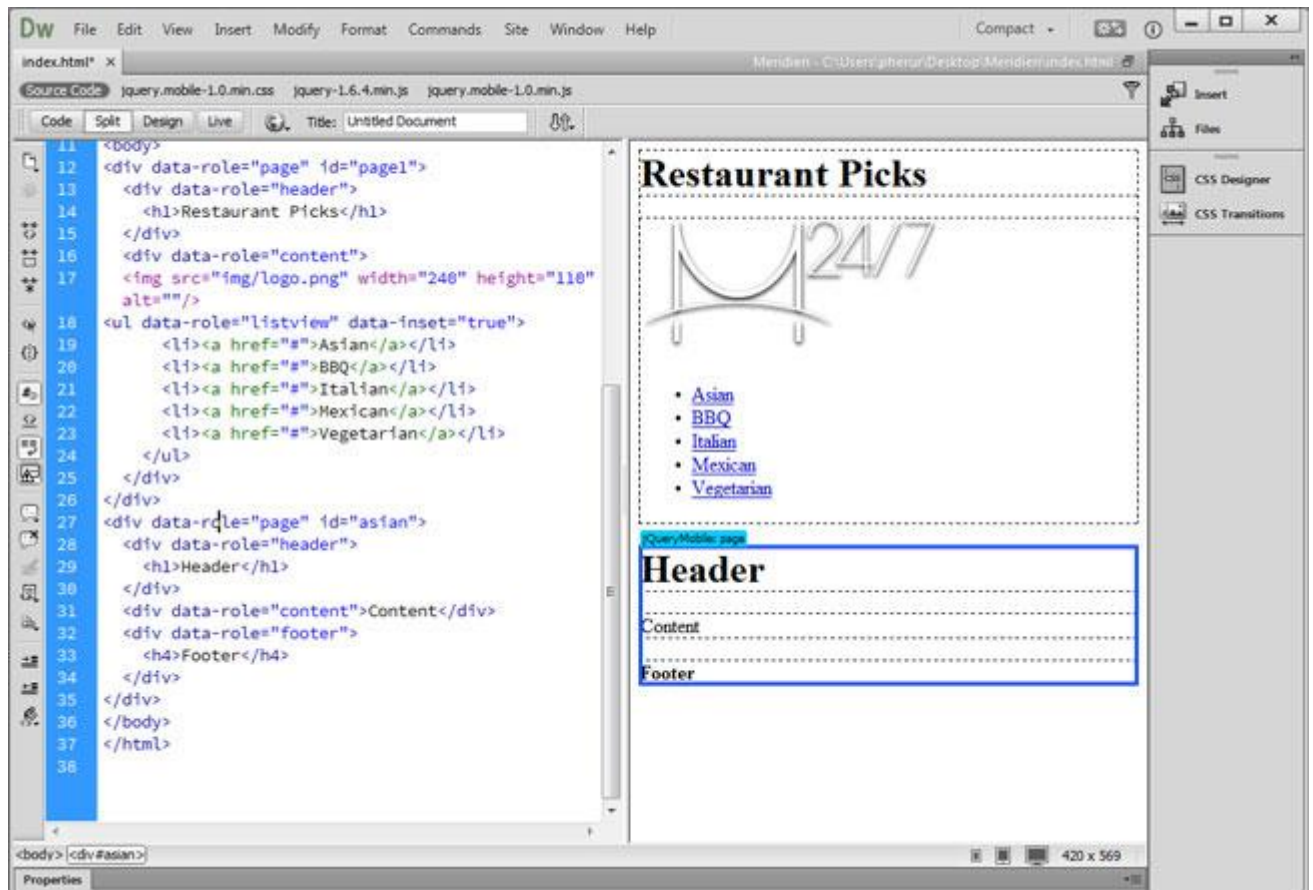 Dw File Edit View Insert Modify Format Commands Site Window Help Compact
index.html* × Meridien - C:\Users\pherur\Desktop\Meridien\index.html
Source Code jquery.mobile-1.0.min.css jquery-1.6.4.min.js jquery.mobile-1.0.min.js
Code Split Design Live Title: Untitled Document
11 <body>
12 <div data-role="page" id="page1">
13 <div data-role="header">
14 <h1>Restaurant Picks</h1>
15 </div>
16 <div data-role="content">
17 <img src="img/logo.png" width="240" height="110"
alt=""/>
18 <ul data-role="listview" data-inset="true">
19 <li><a href="#">Asian</a></li>
20 <li><a href="#">BBQ</a></li>
21 <li><a href="#">Italian</a></li>
22 <li><a href="#">Mexican</a></li>
23 <li><a href="#">Vegetarian</a></li>
24 </ul>
25 </div>
26 </div>
27 <div data-role="page" id="asian">
28 <div data-role="header">
29 <h1>Header</h1>
30 </div>
31 <div data-role="content">Content</div>
32 <div data-role="footer">
33 <h4>Footer</h4>
34 </div>
35 </div>
36 </body>
37 </html>
38
Restaurant Picks
24/7
• Asian
• BBQ
• Italian
• Mexican
• Vegetarian
jQueryMobile: page
Header
Content
Footer
Insert
Files
CSS Designer
CSS Transitions
<body> <div#asian> 420 x 569
Properties